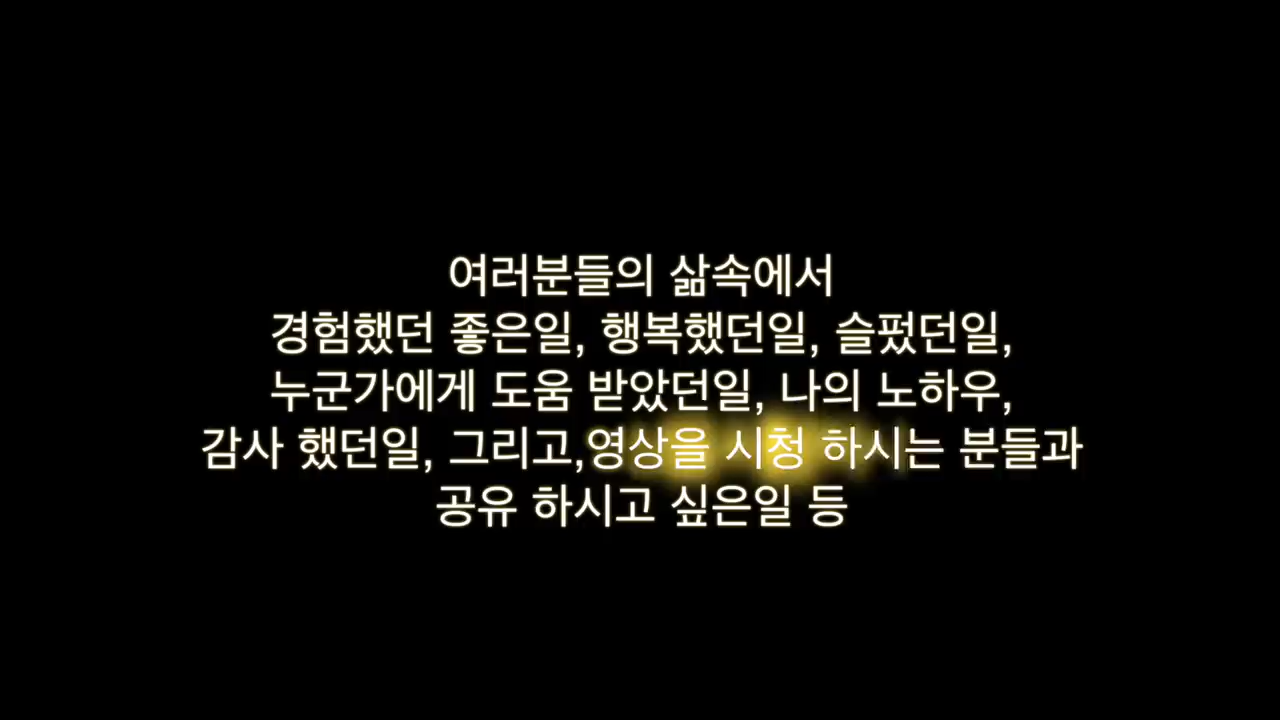 여러분들의 삶속에서
경험했던 좋은일, 행복했던일, 슬펐던일,
누군가에게 도움 받았던일, 나의 노하우,
감사 했던일, 그리고,영상을 시청 하시는 분들과
공유 하시고 싶은일 등